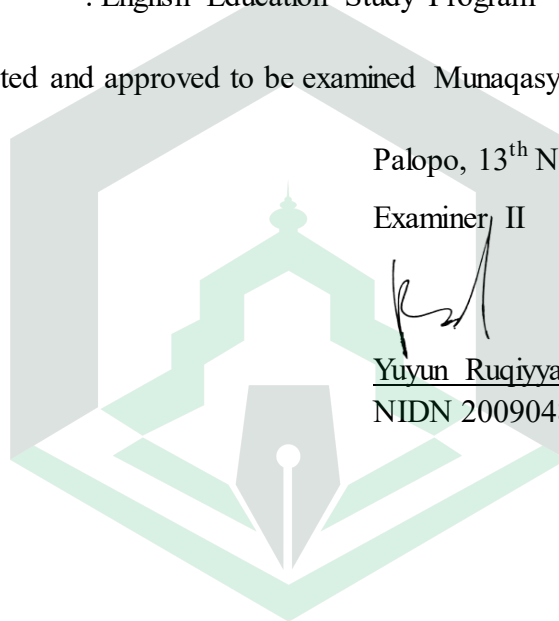 : English Education Study Program
ted and approved to be examined Munaqasy
Palopo, 13th N
Examiner II
Yuyun Ruqiyya
NIDN 200904